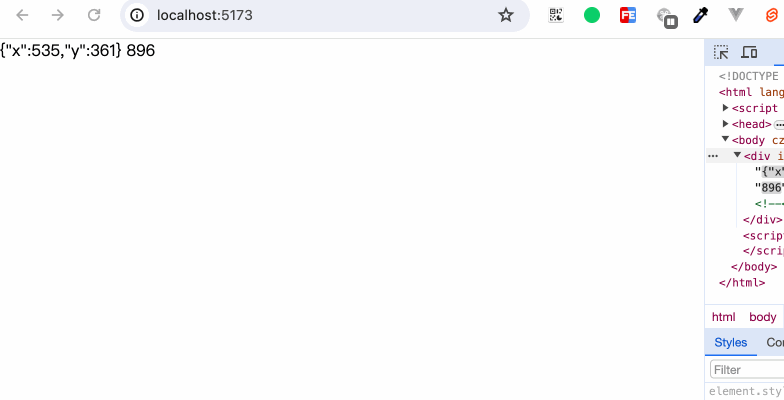 localhost:5173
FE
{"x":535,"y":361} 896
<!DOCTYPE
<html lang
<script
<head>
<body cz
<div i
"{"x"
"896"
<!--
</div>
<script
</scri
</body>
</html>
html body
Styles Co
Filter
element.sty